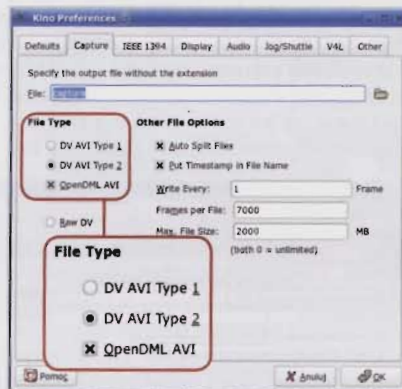 Kino Preferences
Defaults Capture IEEE 1394 Display Audio Jog/Shuttle V4L Other
Specify the output file without the extension
File: capture
File Type
DV AVI Type 1
DV AVI Type 2
OpenDML AVI
Raw DV
Other File Options
Auto Split Files
Put Timestamp in File Name
Write Every: 1 Frame
Frames per File: 7000
Max. File Size: 2000 MB
(both 0 = unlimited)
File Type
DV AVI Type 1
DV AVI Type 2
OpenDML AVI
Pomoc Anuluj OK